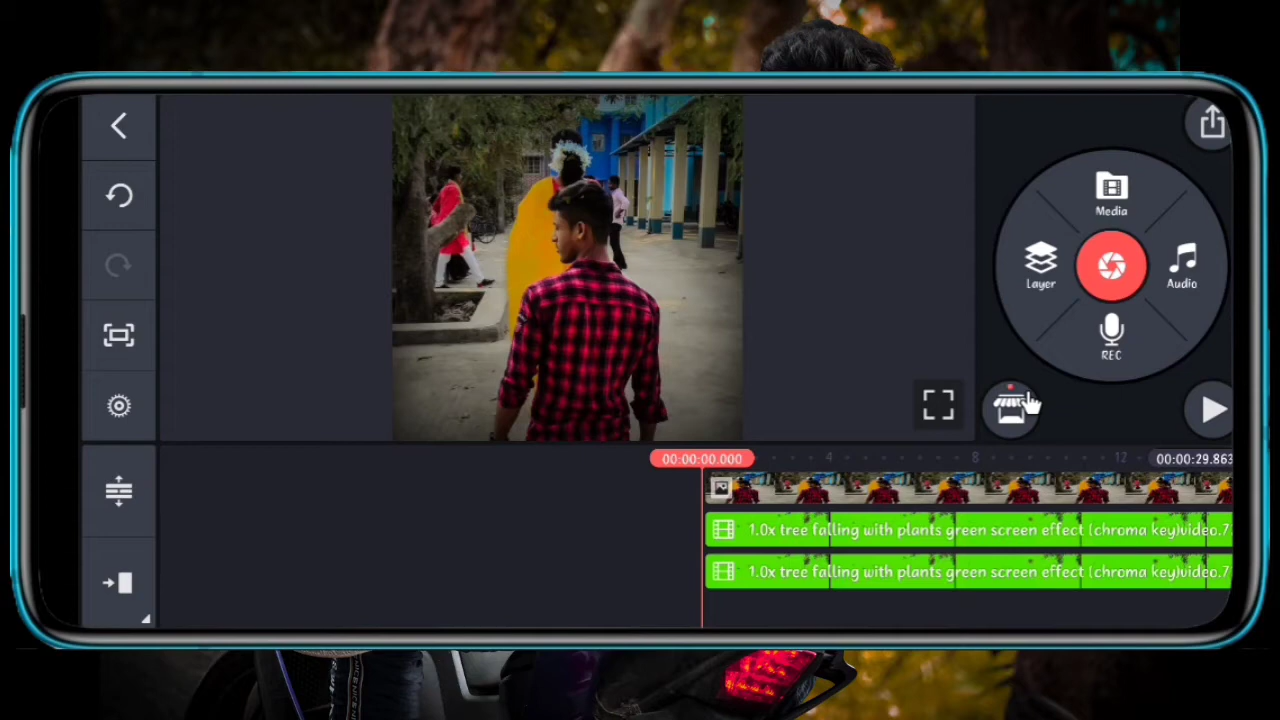 Media
Layer
Audio
REC
00:00:00.000
4
8
12
00:00:29.863
1.0x tree falling with plants green screen effect (chroma key)video.7
1.0x tree falling with plants green screen effect (chroma key)video.7